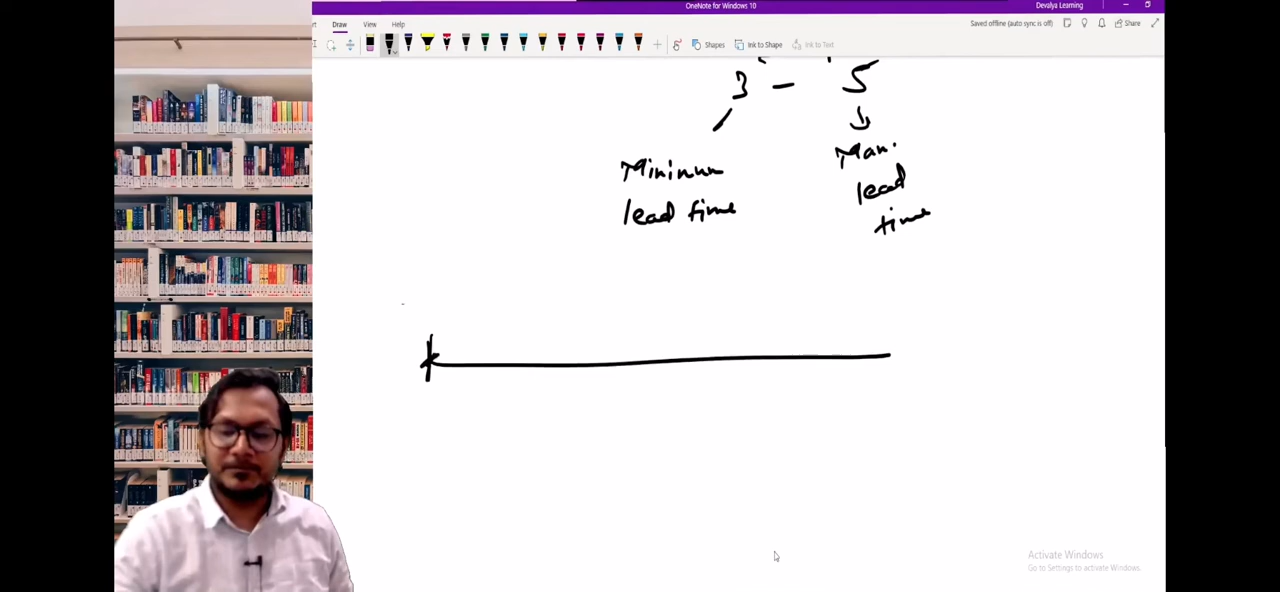 OneNote for Windows 10
Devalya Learning
Draw View Help
Saved offline (auto sync is off)
Share
Shapes
Ink to Shape
Ink to Text
3 - 5
Mininum
lead time
Max.
lead
time
Activate Windows
Go to Settings to activate Windows.